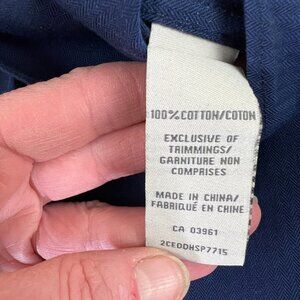 100%COTTON/COTON
EXCLUSIVE OF
TRIMMINGS/
GARNITURE NON
COMPRISES
MADE IN CHINA/
FABRIQUÉ EN CHINE
CA 03961
2CEDDHSP7715